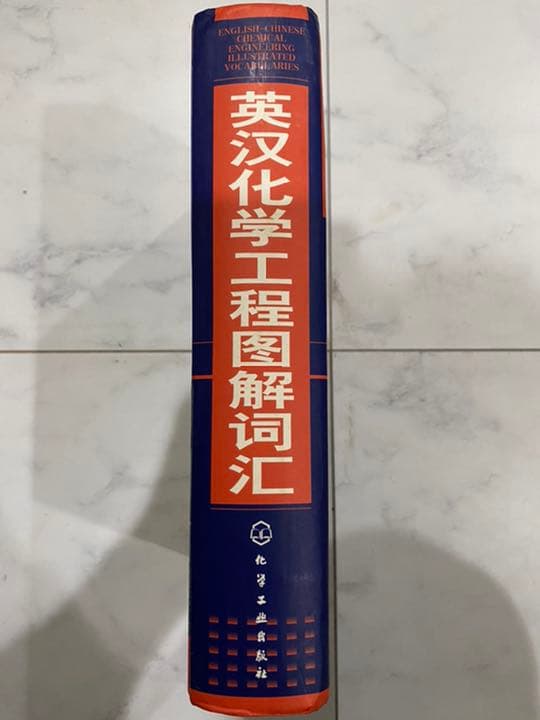 ENGLISH-CHINESE
CHEMICAL
ENGINEERING
ILLUSTRATED
VOCABULARIES
英汉化学工程图解词汇
化学工业出版社